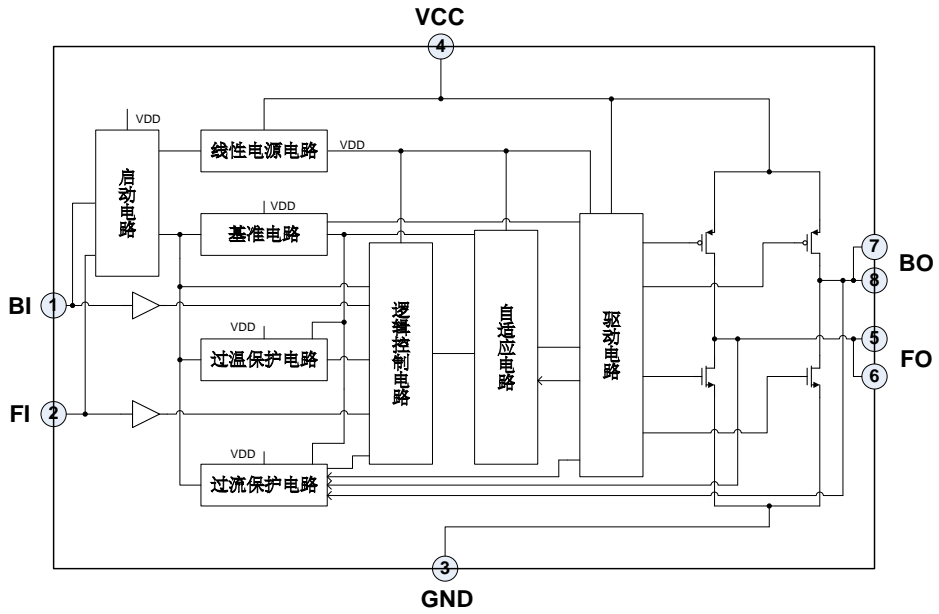 VCC
4
VDD
线性电源电路
VDD
启动电路
VDD
基准电路
7
BO
8
BI
1
逻辑控制电路
自适应电路
驱动电路
VDD
过温保护电路
5
FO
6
FI
2
VDD
过流保护电路
3
GND